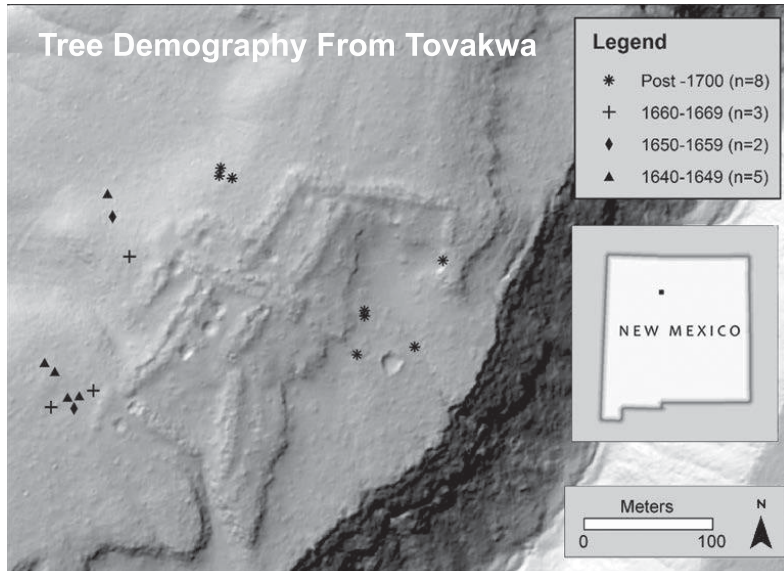 Tree Demography From Tovakwa
Legend
Post -1700 (n=8)
1660-1669 (n=3)
1650-1659 (n=2)
1640-1649 (n=5)
NEW MEXICO
Meters
0 100
N